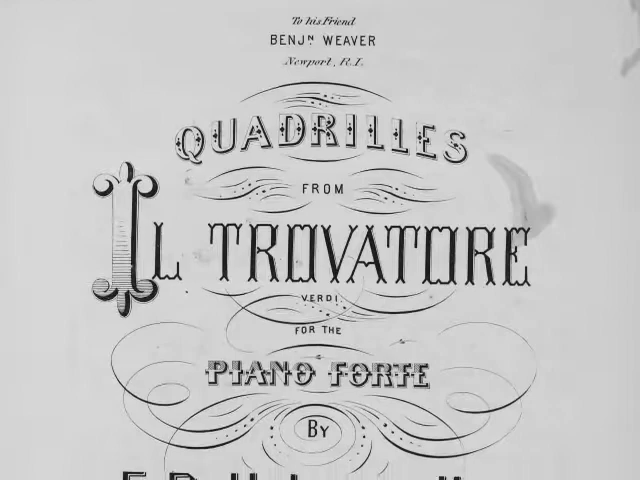 To his Friend
BENJN WEAVER
Newport, R.I.
QUADRILLES
FROM
IL TROVATORE
VERDI.
FOR THE
PIANO FORTE
BY